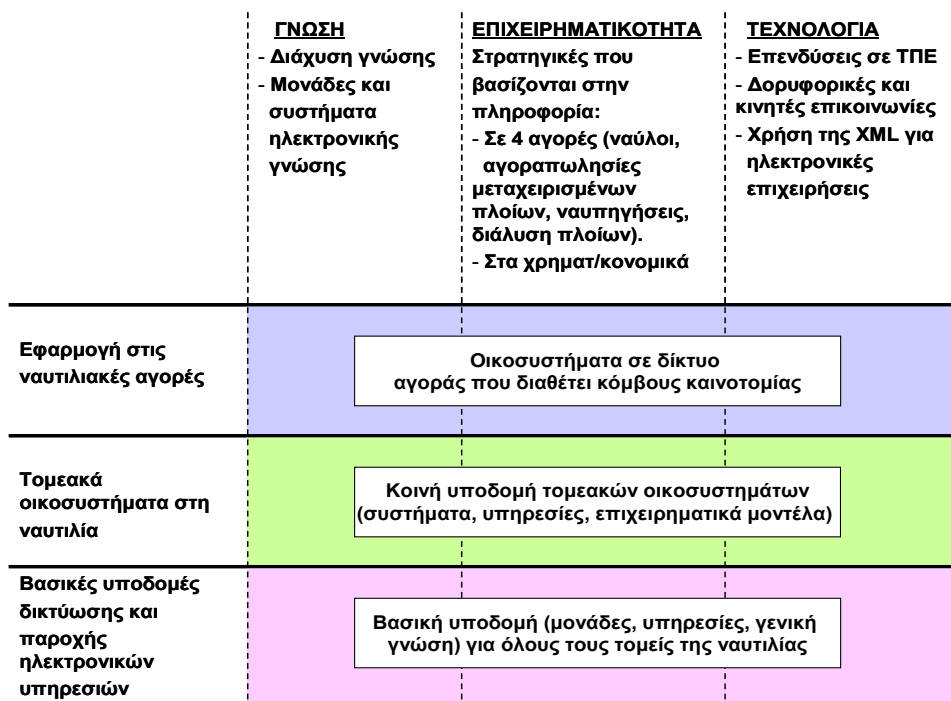 ΓΝΩΣΗ
- Διάχυση γνώσης
- Μονάδες και
συστήματα
ηλεκτρονικής
γνώσης
ΕΠΙΧΕΙΡΗΜΑΤΙΚΟΤΗΤΑ
Στρατηγικές που
βασίζονται στην
πληροφορία:
- Σε 4 αγορές (ναύλοι,
αγοραπωλησίες
μεταχειρισμένων
πλοίων, ναυπηγήσεις,
διάλυση πλοίων).
- Στα χρηματ/κονομικά
ΤΕΧΝΟΛΟΓΙΑ
- Επενδύσεις σε ΤΠΕ
- Δορυφορικές και
κινητές επικοινωνίες
- Χρήση της XML για
ηλεκτρονικές
επιχειρήσεις
Εφαρμογή στις
ναυτιλιακές αγορές
Οικοσυστήματα σε δίκτυο
αγοράς που διαθέτει κόμβους καινοτομίας
Τομεακά
οικοσυστήματα στη
ναυτιλία
Κοινή υποδομή τομεακών οικοσυστημάτων
(συστήματα, υπηρεσίες, επιχειρηματικά μοντέλα)
Βασικές υποδομές
δικτύωσης και
παροχής
ηλεκτρονικών
υπηρεσιών
Βασική υποδομή (μονάδες, υπηρεσίες, γενική
γνώση) για όλους τους τομείς της ναυτιλίας